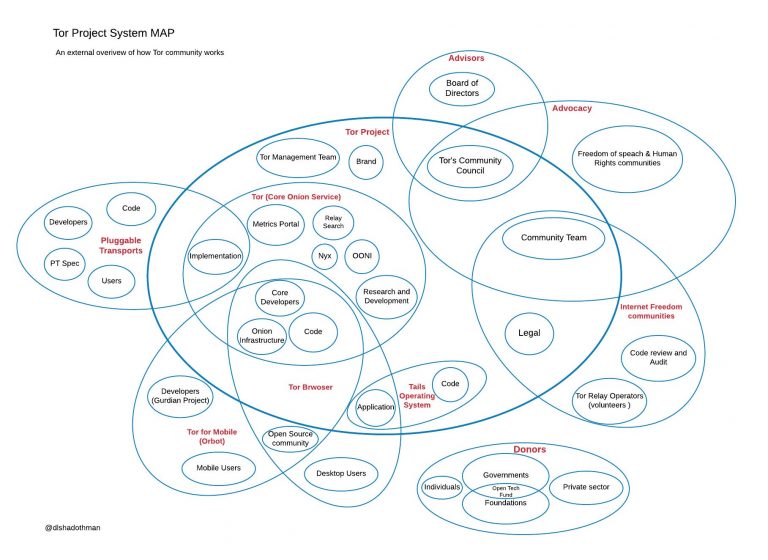 Tor Project System MAP
An external overivew of how Tor community works
Advisors
Board of
Directors
Advocacy
Tor Project
Tor Management Team
Brand
Tor's Community
Council
Freedom of speach & Human
Rights communities
Tor (Core Onion Service)
Metrics Portal
Relay
Search
Code
Developers
Pluggable
Transports
PT Spec
Users
Implementation
Nyx
OONI
Community Team
Core
Developers
Research and
Development
Onion
Infrastructure
Code
Internet Freedom
communities
Legal
Code review and
Audit
Tor Relay Operators
(volunteers )
Tor Brwoser
Tails
Operating
System
Code
Application
Developers
(Gurdian Project)
Tor for Mobile
(Orbot)
Mobile Users
Open Source
community
Desktop Users
Donors
Individuals
Governments
Open Tech
Fund
Foundations
Private sector
@dlshadothman